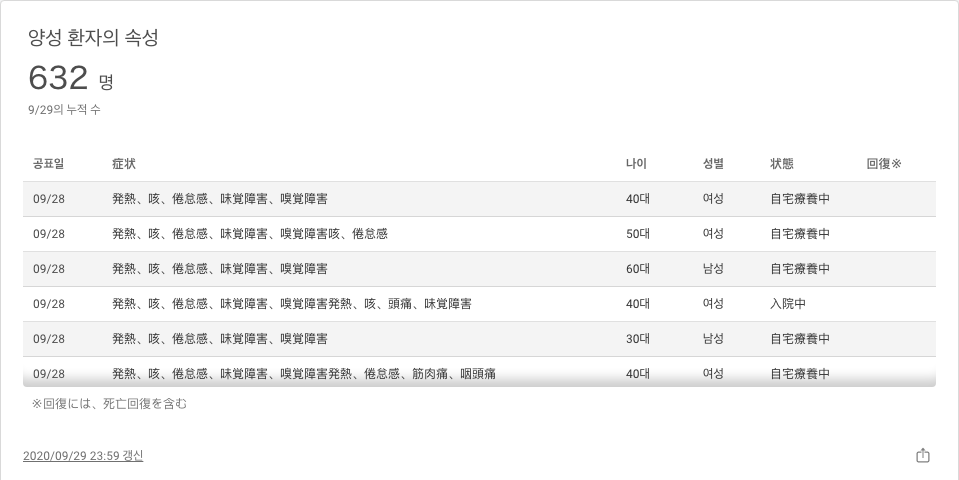 양성 환자의 속성
632 명
9/29의 누적 수
공표일 症状 나이 성별 状態 回復※
09/28 発熱、咳、倦怠感、味覚障害、嗅覚障害 40대 여성 自宅療養中
09/28 発熱、咳、倦怠感、味覚障害、嗅覚障害咳、倦怠感 50대 여성 自宅療養中
09/28 発熱、咳、倦怠感、味覚障害、嗅覚障害 60대 남성 自宅療養中
09/28 発熱、咳、倦怠感、味覚障害、嗅覚障害発熱、咳、頭痛、味覚障害 40대 여성 入院中
09/28 発熱、咳、倦怠感、味覚障害、嗅覚障害 30대 남성 自宅療養中
09/28 発熱、咳、倦怠感、味覚障害、嗅覚障害発熱、倦怠感、筋肉痛、咽頭痛 40대 여성 自宅療養中
※回復には、死亡回復を含む
2020/09/29 23:59 갱신